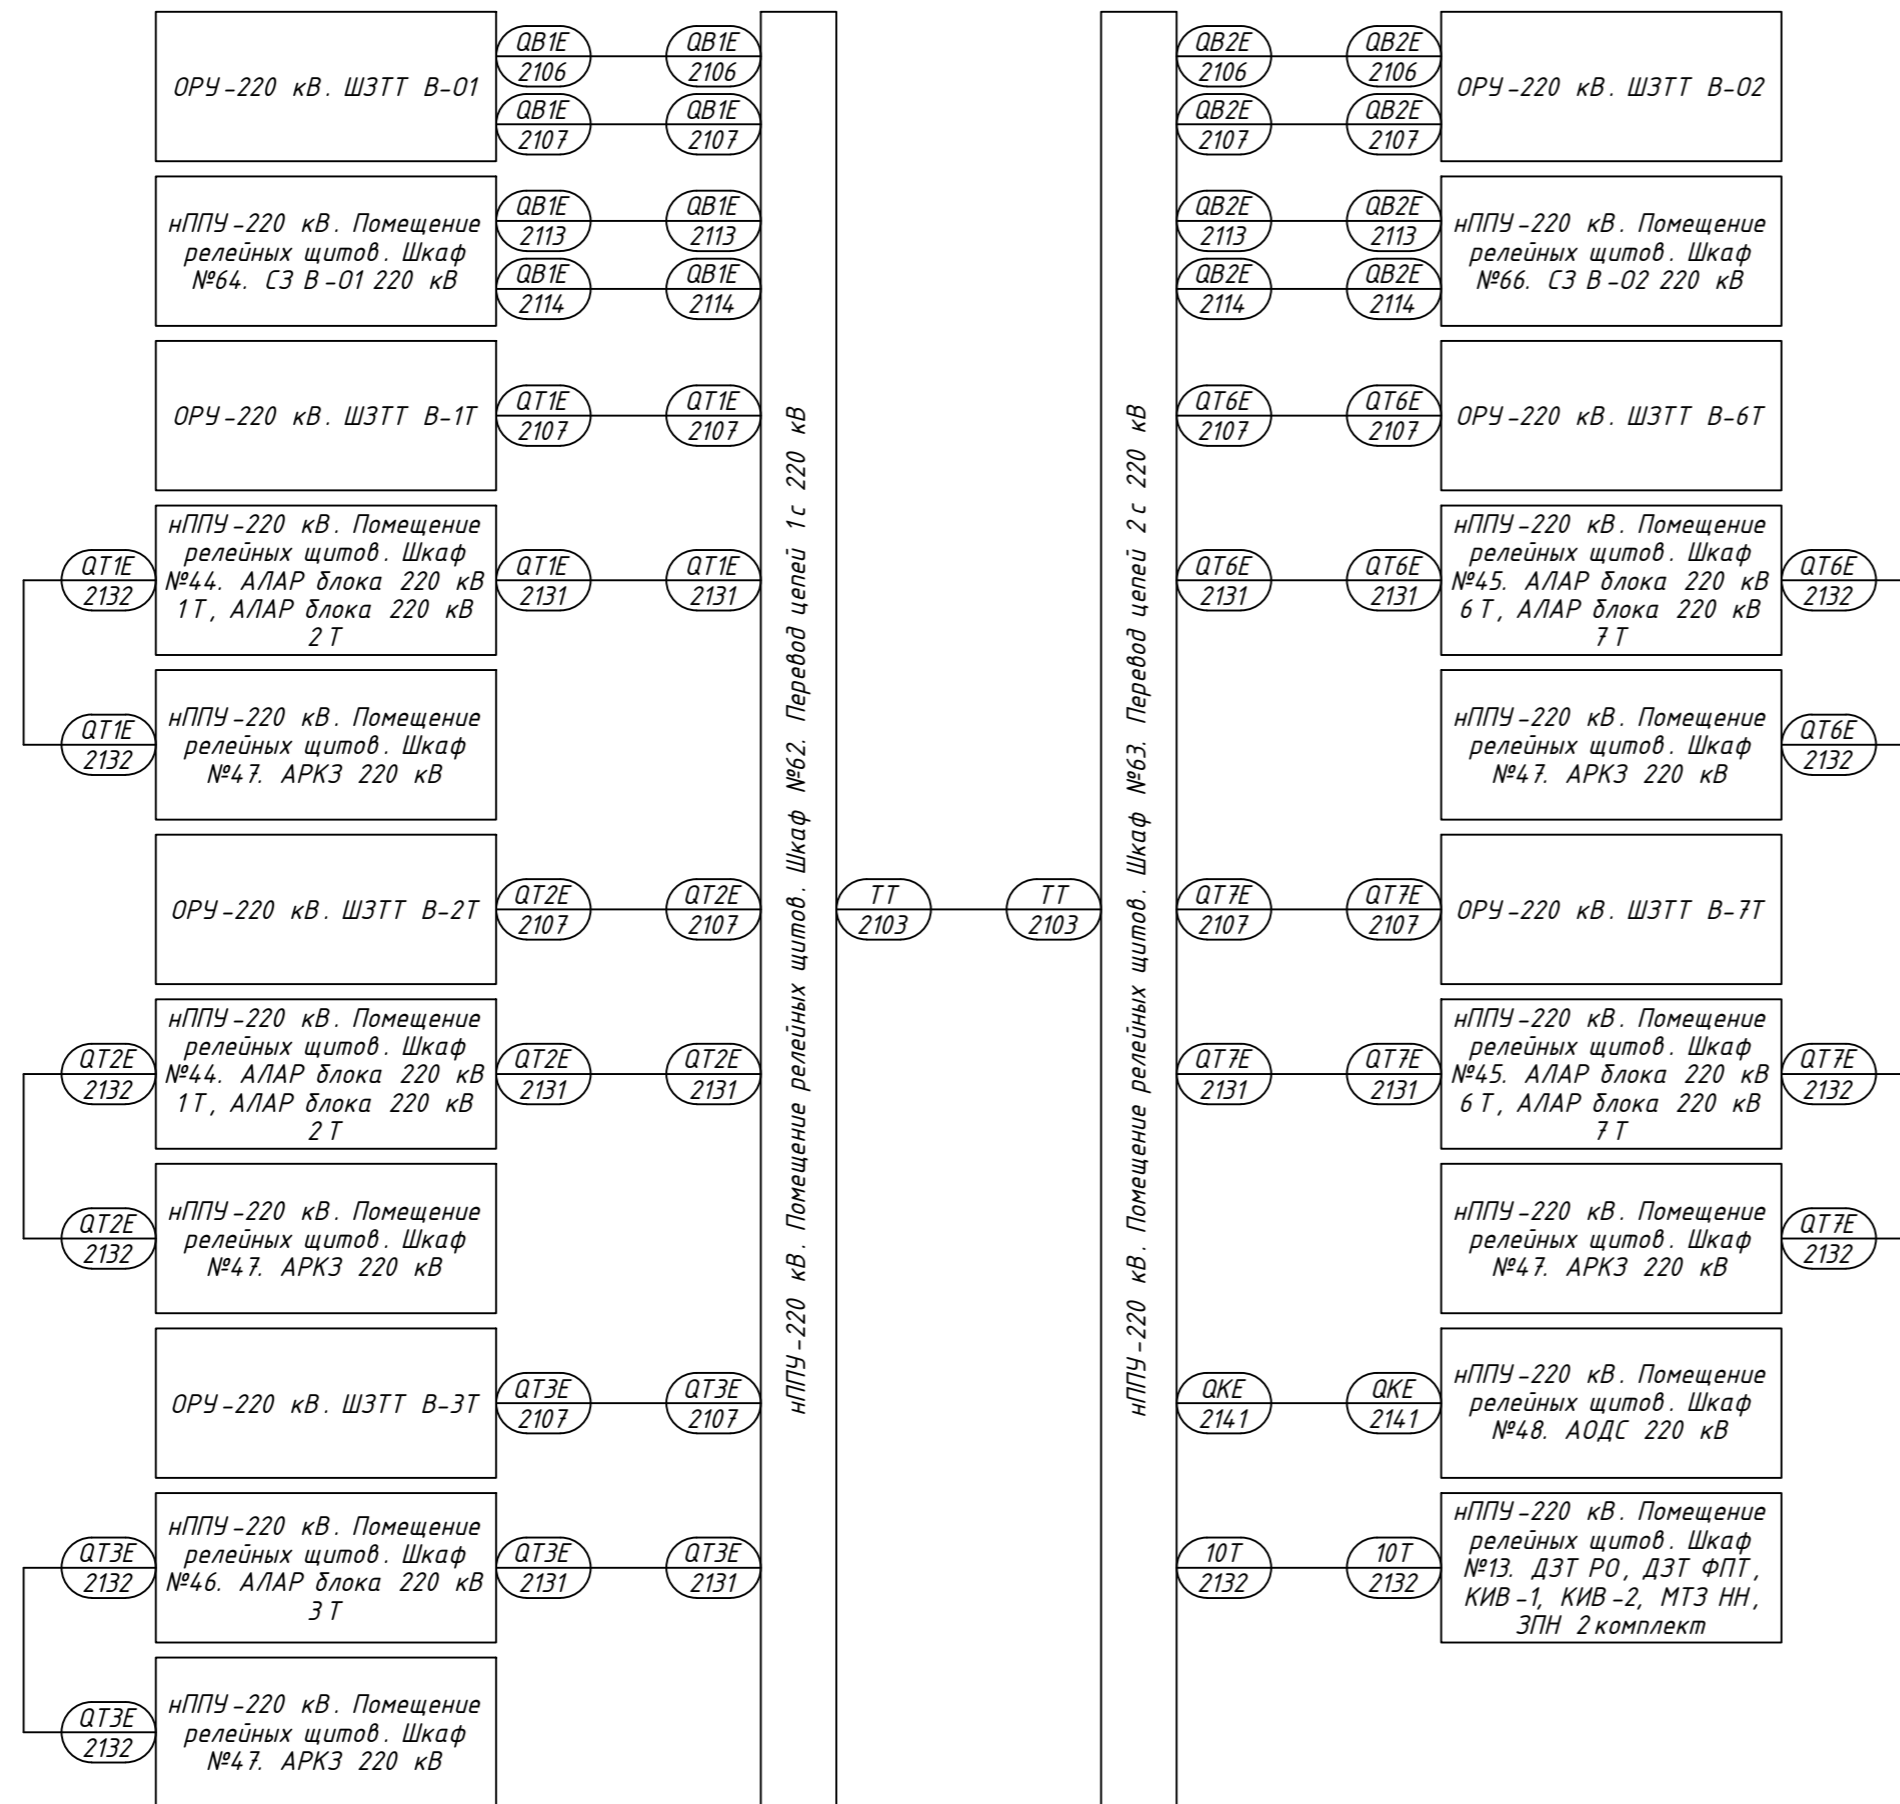 QB1E
2106
QB1E
2106
ОРУ-220 кВ. ШЗТТ В-О1
QB1E
2107
QB1E
2107
нППУ-220 кВ. Помещение
релейных щитов. Шкаф
№64. СЗ В-О1 220 кВ
QB1E
2113
QB1E
2113
QB1E
2114
QB1E
2114
ОРУ-220 кВ. ШЗТТ В-1Т
QT1E
2107
QT1E
2107
QT1E
2132
нППУ-220 кВ. Помещение
релейных щитов. Шкаф
№44. АЛАР блока 220 кВ
1Т, АЛАР блока 220 кВ
2Т
QT1E
2131
QT1E
2131
QT1E
2132
нППУ-220 кВ. Помещение
релейных щитов. Шкаф
№47. АРКЗ 220 кВ
ОРУ-220 кВ. ШЗТТ В-2Т
QT2E
2107
QT2E
2107
QT2E
2132
нППУ-220 кВ. Помещение
релейных щитов. Шкаф
№44. АЛАР блока 220 кВ
1Т, АЛАР блока 220 кВ
2Т
QT2E
2131
QT2E
2131
QT2E
2132
нППУ-220 кВ. Помещение
релейных щитов. Шкаф
№47. АРКЗ 220 кВ
ОРУ-220 кВ. ШЗТТ В-3Т
QT3E
2107
QT3E
2107
QT3E
2132
нППУ-220 кВ. Помещение
релейных щитов. Шкаф
№46. АЛАР блока 220 кВ
3Т
QT3E
2131
QT3E
2131
QT3E
2132
нППУ-220 кВ. Помещение
релейных щитов. Шкаф
№47. АРКЗ 220 кВ
нППУ-220 кВ. Помещение релейных щитов. Шкаф №62. Перевод цепей 1с 220 кВ
TT
2103
TT
2103
нППУ-220 кВ. Помещение релейных щитов. Шкаф №63. Перевод цепей 2с 220 кВ
QB2E
2106
QB2E
2106
ОРУ-220 кВ. ШЗТТ В-О2
QB2E
2107
QB2E
2107
QB2E
2113
QB2E
2113
нППУ-220 кВ. Помещение
релейных щитов. Шкаф
№66. СЗ В-О2 220 кВ
QB2E
2114
QB2E
2114
QT6E
2107
QT6E
2107
ОРУ-220 кВ. ШЗТТ В-6Т
QT6E
2131
QT6E
2131
нППУ-220 кВ. Помещение
релейных щитов. Шкаф
№45. АЛАР блока 220 кВ
6Т, АЛАР блока 220 кВ
7Т
QT6E
2132
нППУ-220 кВ. Помещение
релейных щитов. Шкаф
№47. АРКЗ 220 кВ
QT6E
2132
QT7E
2107
QT7E
2107
ОРУ-220 кВ. ШЗТТ В-7Т
QT7E
2131
QT7E
2131
нППУ-220 кВ. Помещение
релейных щитов. Шкаф
№45. АЛАР блока 220 кВ
6Т, АЛАР блока 220 кВ
7Т
QT7E
2132
нППУ-220 кВ. Помещение
релейных щитов. Шкаф
№47. АРКЗ 220 кВ
QT7E
2132
QKE
2141
QKE
2141
нППУ-220 кВ. Помещение
релейных щитов. Шкаф
№48. АОДС 220 кВ
10T
2132
10T
2132
нППУ-220 кВ. Помещение
релейных щитов. Шкаф
№13. ДЗТ РО, ДЗТ ФПТ,
КИВ-1, КИВ-2, МТЗ НН,
ЗПН 2комплект